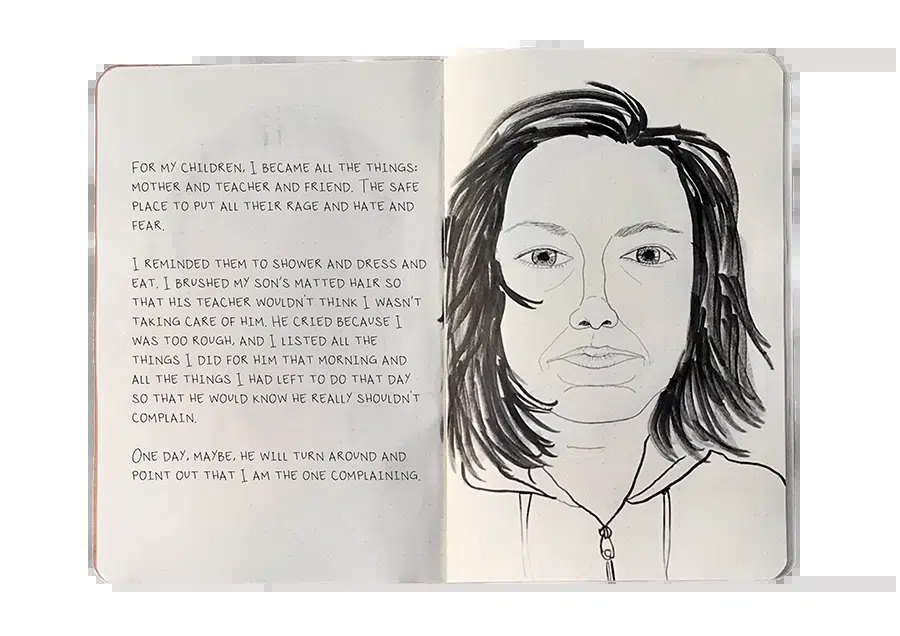 FOR MY CHILDREN, I BECAME ALL THE THINGS:
MOTHER AND TEACHER AND FRIEND. THE SAFE
PLACE TO PUT ALL THEIR RAGE AND HATE AND
FEAR.
I REMINDED THEM TO SHOWER AND DRESS AND
EAT. I BRUSHED MY SON'S MATTED HAIR SO
THAT HIS TEACHER WOULDN'T THINK I WASN'T
TAKING CARE OF HIM. HE CRIED BECAUSE I
WAS TOO ROUGH, AND I LISTED ALL THE
THINGS I DID FOR HIM THAT MORNING AND
ALL THE THINGS I HAD LEFT TO DO THAT DAY
SO THAT HE WOULD KNOW HE REALLY SHOULDN'T
COMPLAIN.
ONE DAY, MAYBE, HE WILL TURN AROUND AND
POINT OUT THAT I AM THE ONE COMPLAINING.